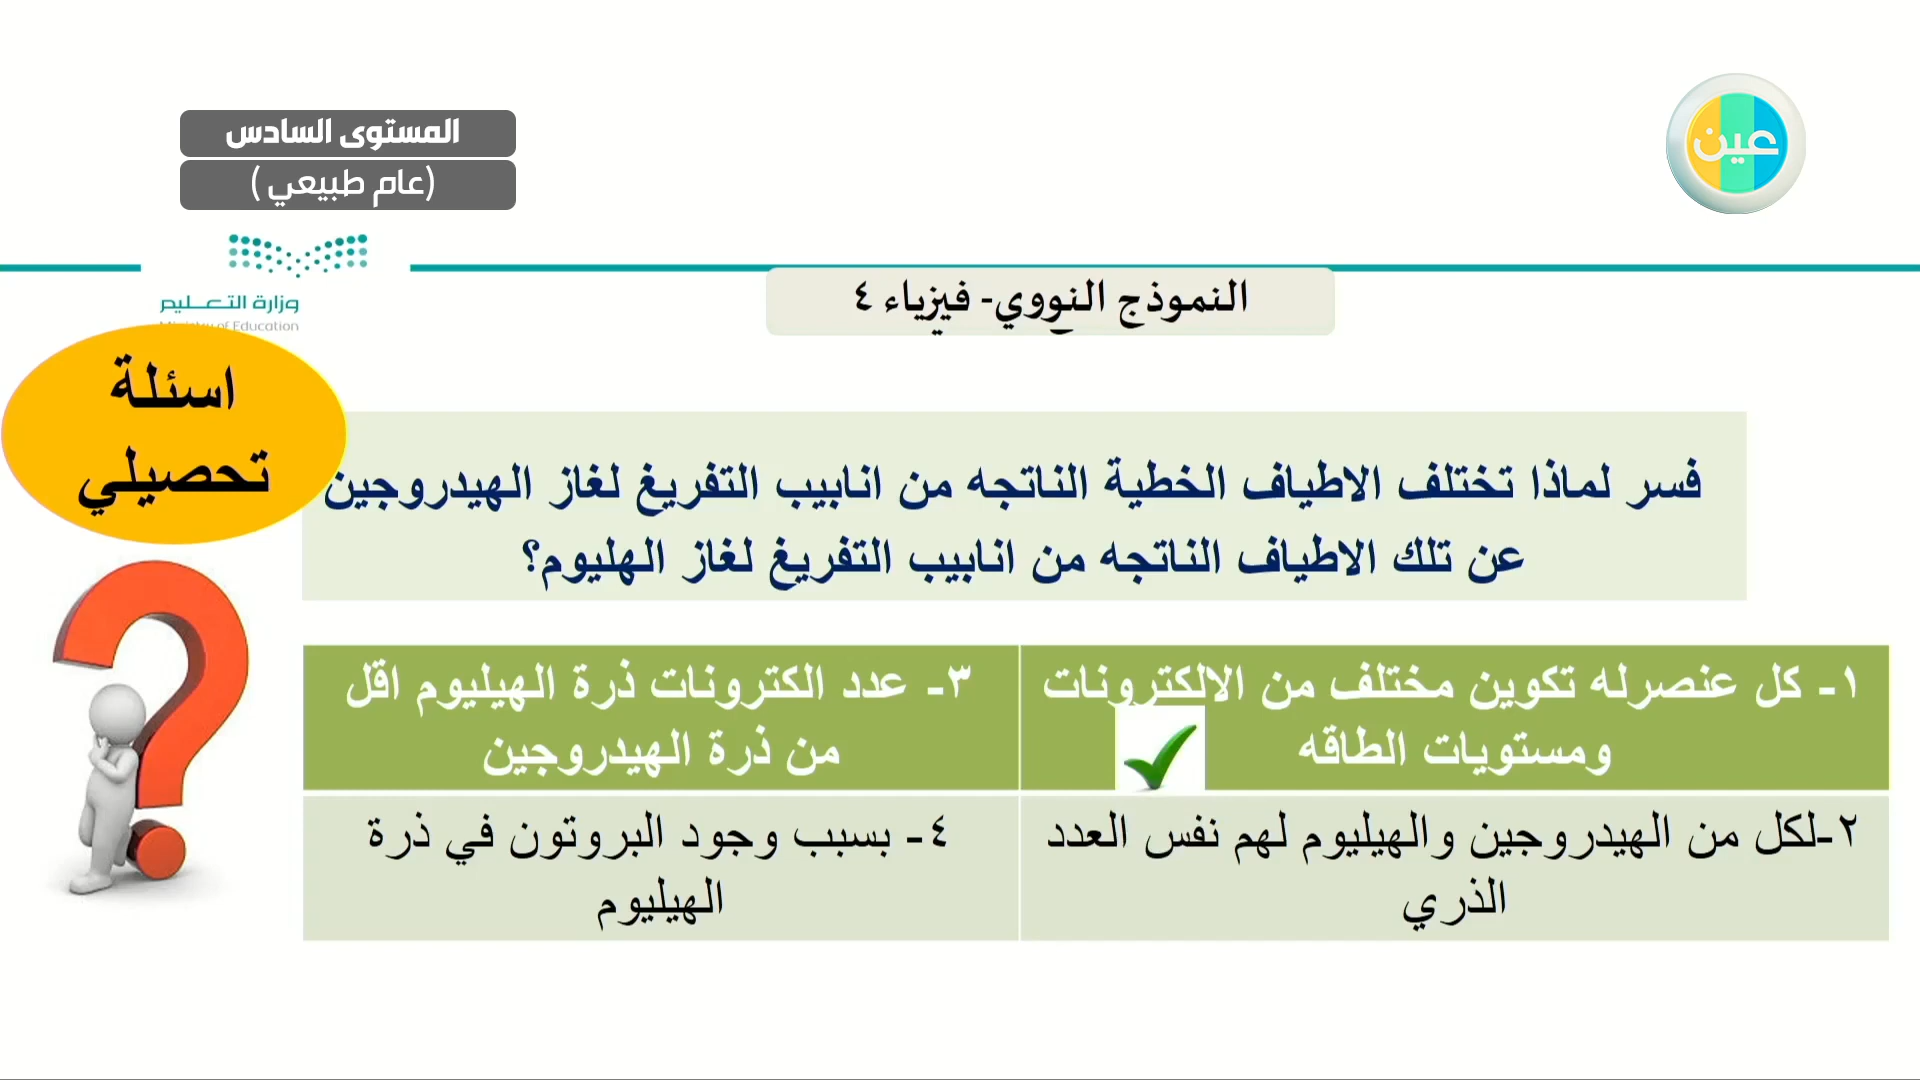 المستوى السادس
(عام طبيعي )
عين
وزارة التعليم
Ministry of Education
النموذج النووي- فيزياء ٤
اسئلة
تحصيلي
فسر لماذا تختلف الاطياف الخطية الناتجه من انابيب التفريغ لغاز الهيدروجين
عن تلك الاطياف الناتجه من انابيب التفريغ لغاز الهليوم؟
١- كل عنصرله تكوين مختلف من الالكترونات
ومستويات الطاقه
٣- عدد الكترونات ذرة الهيليوم اقل
من ذرة الهيدروجين
٢-لكل من الهيدروجين والهيليوم لهم نفس العدد
الذري
٤- بسبب وجود البروتون في ذرة
الهيليوم